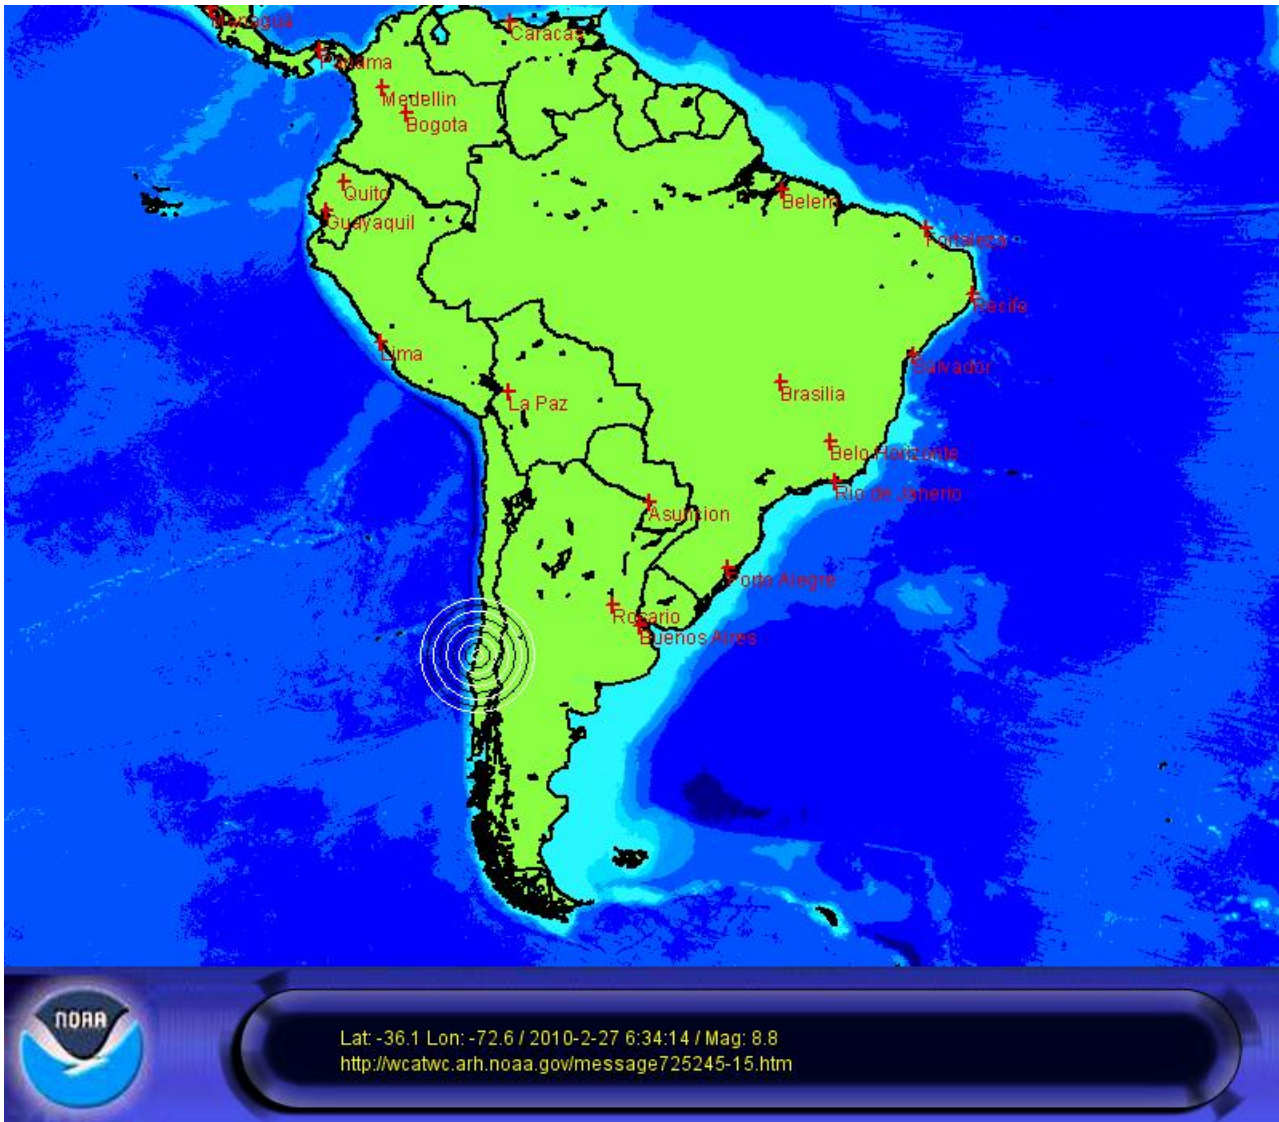 Managua
Caracas
Panama
Medellin
Bogota
Quito
Belem
Guayaquil
Fortaleza
Recife
Lima
Salvador
La Paz
Brasilia
Belo Horizonte
Rio de Janerio
Asuncion
Porto Alegre
Rosario
Buenos Aires
NOAA
Lat: -36.1 Lon: -72.6 / 2010-2-27 6:34:14 / Mag: 8.8
http://wcatwc.arh.noaa.gov/message725245-15.htm